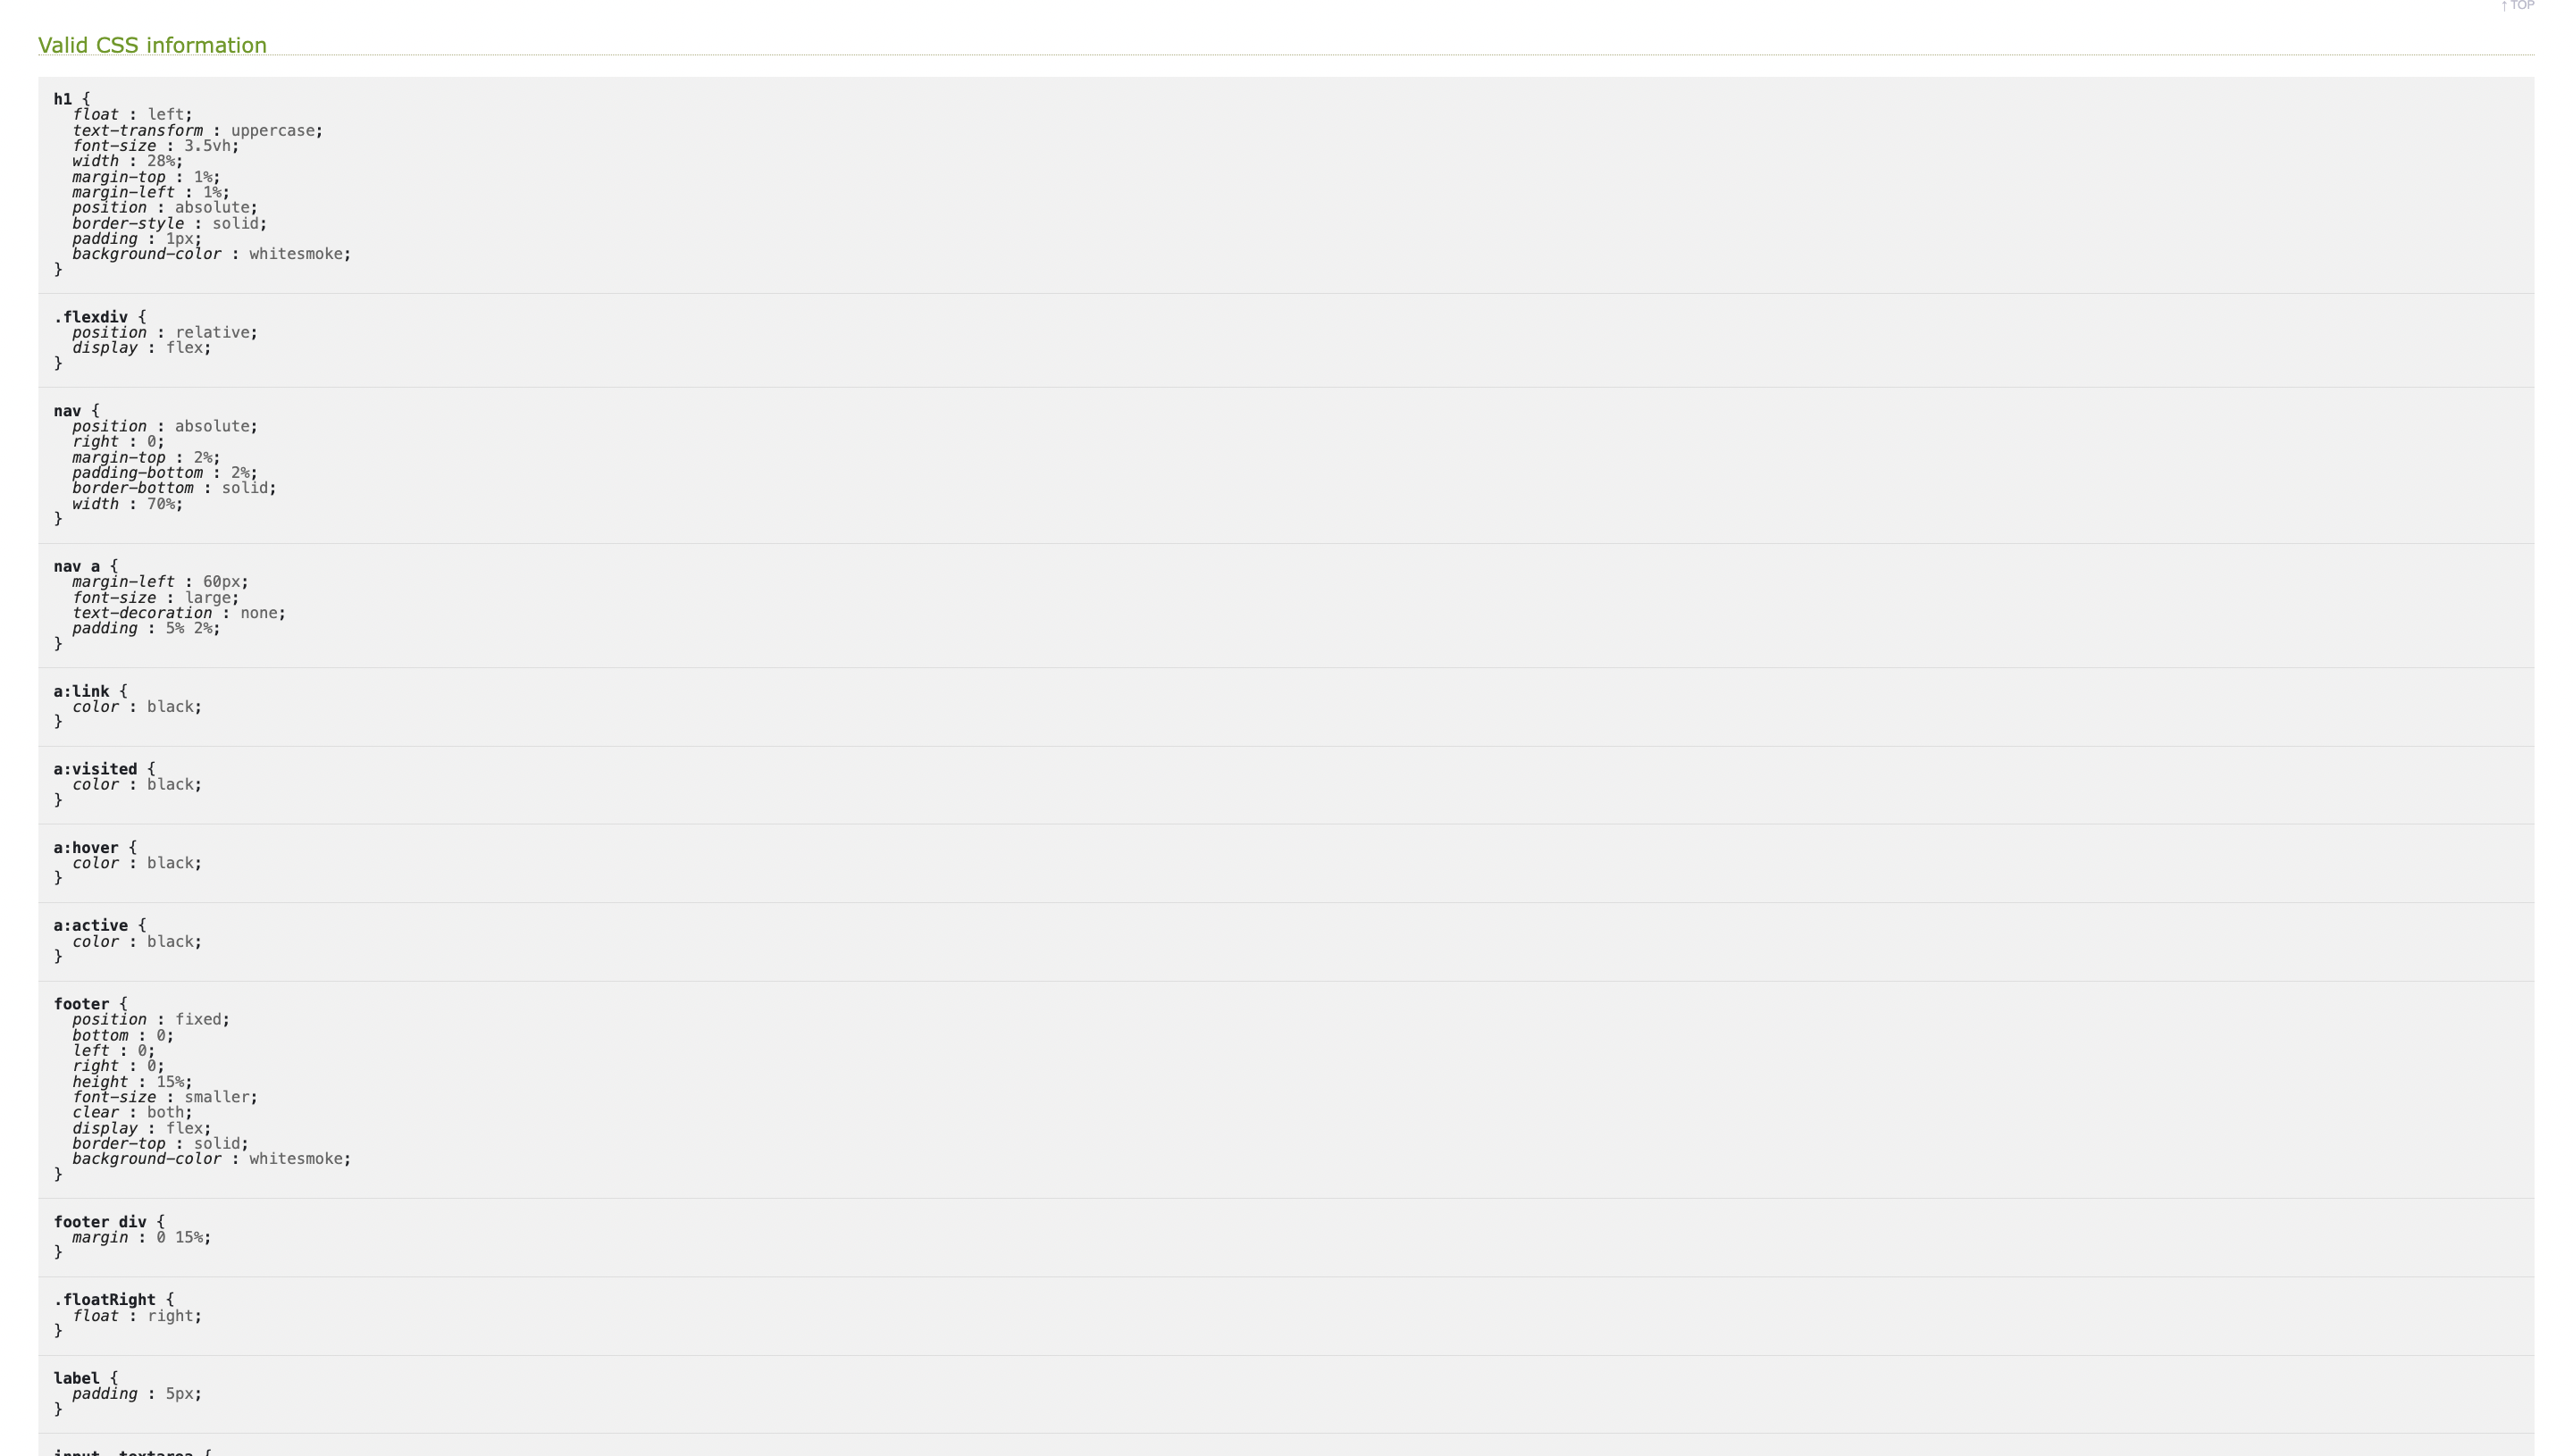 ↑ TOP
Valid CSS information
h1 {
float : left;
text-transform : uppercase;
font-size : 3.5vh;
width : 28%;
margin-top : 1%;
margin-left : 1%;
position : absolute;
border-style : solid;
padding : 1px;
background-color : whitesmoke;
}
.flexdiv {
position : relative;
display : flex;
}
nav {
position : absolute;
right : 0;
margin-top : 2%;
padding-bottom : 2%;
border-bottom : solid;
width : 70%;
}
nav a {
margin-left : 60px;
font-size : large;
text-decoration : none;
padding : 5% 2%;
}
a:link {
color : black;
}
a:visited {
color : black;
}
a:hover {
color : black;
}
a:active {
color : black;
}
footer {
position : fixed;
bottom : 0;
left : 0;
right : 0;
height : 15%;
font-size : smaller;
clear : both;
display : flex;
border-top : solid;
background-color : whitesmoke;
}
footer div {
margin : 0 15%;
}
.floatRight {
float : right;
}
label {
padding : 5px;
}
input, textarea {